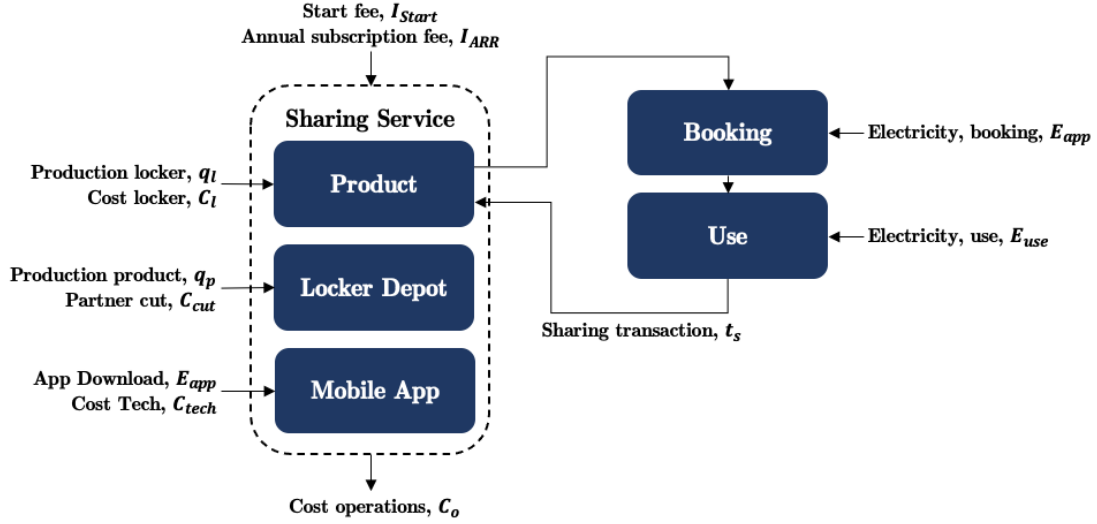 Start fee, I_Start
Annual subscription fee, I_ARR
Sharing Service
Production locker, q_l
Cost locker, C_l
Product
Production product, q_p
Partner cut, C_cut
Locker Depot
App Download, E_app
Cost Tech, C_tech
Mobile App
Cost operations, C_o
Booking
Electricity, booking, E_app
Use
Electricity, use, E_use
Sharing transaction, t_s